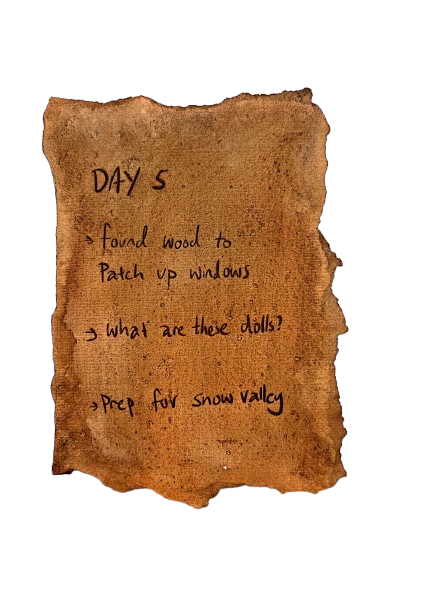 DAY 5
→ found wood to
Patch up windows
→ what are these dolls?
→ Prep for snow valley